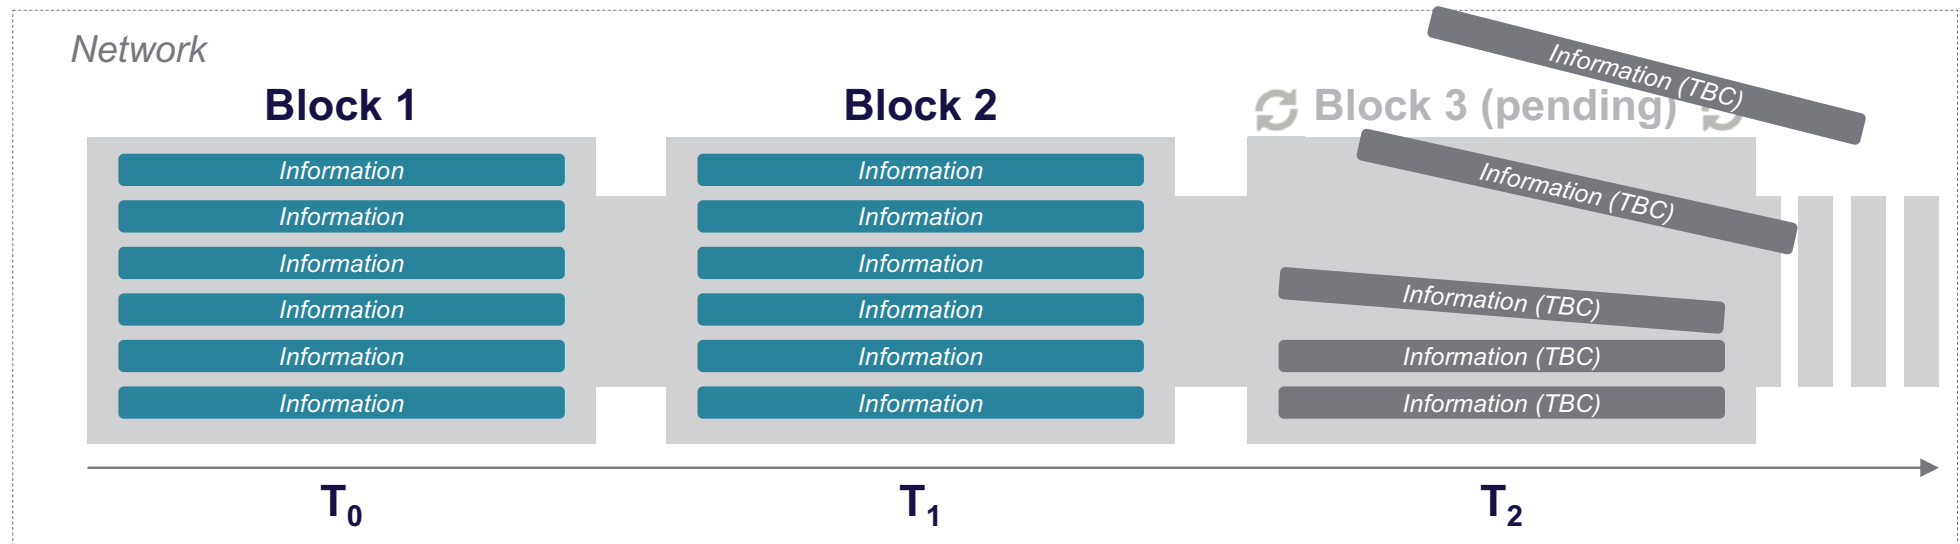 Network
Block 1
Information
Information
Information
Information
Information
Information
T0
Block 2
Information
Information
Information
Information
Information
Information
T1
Block 3 (pending)
Information (TBC)
Information (TBC)
Information (TBC)
Information (TBC)
Information (TBC)
T2